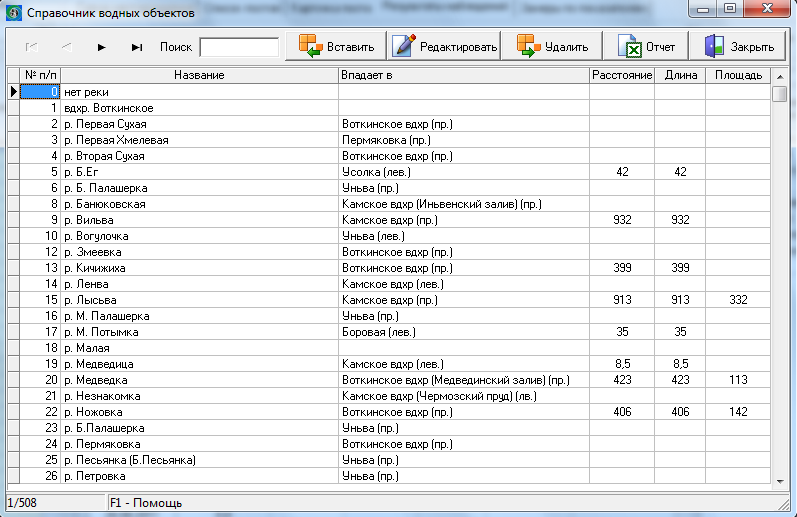 Справочник водных объектов
Поиск Вставить Редактировать Удалить Отчет Закрыть
№ п/п Название Впадает в Расстояние Длина Площадь
0 нет реки
1 вдхр. Воткинское
2 р. Первая Сухая Воткинское вдхр (пр.)
3 р. Первая Хмелевая Пермяковка (пр.)
4 р. Вторая Сухая Воткинское вдхр (пр.)
5 р. Б.Ег Усолка (лев.) 42 42
6 р. Б. Палашерка Уньва (пр.)
8 р. Банюковская Камское вдхр (Иньвенский залив) (пр.)
9 р. Вильва Камское вдхр (пр.) 932 932
10 р. Вогулочка Уньва (лев.)
12 р. Змеевка Воткинское вдхр (пр.)
13 р. Кичижиха Воткинское вдхр (пр.) 399 399
14 р. Ленва Камское вдхр (лев.)
15 р. Лысьва Камское вдхр (пр.) 913 913 332
16 р. М. Палашерка Уньва (пр.)
17 р. М. Потымка Боровая (лев.) 35 35
18 р. Малая
19 р. Медведица Камское вдхр (лев.) 8,5 8,5
20 р. Медведка Воткинское вдхр (Медвединский залив) (пр.) 423 423 113
21 р. Незнакомка Камское вдхр (Чермозский пруд) (лв.)
22 р. Ножовка Воткинское вдхр (пр.) 406 406 142
23 р. Б.Палашерка Уньва (пр.)
24 р. Пермяковка Воткинское вдхр (пр.)
25 р. Песьянка (Б.Песьянка) Уньва (пр.)
26 р. Петровка Уньва (пр.)
1/508 F1 - Помощь